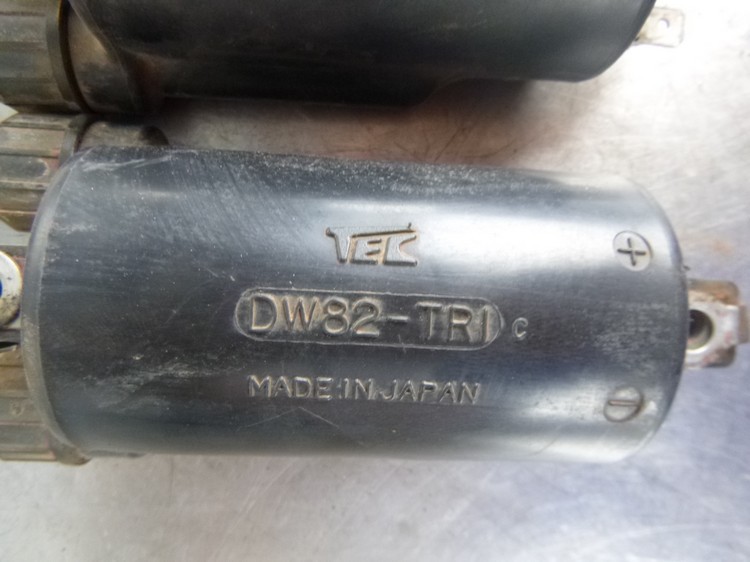 TEC
DW82-TR1 C
+
MADE IN JAPAN
−